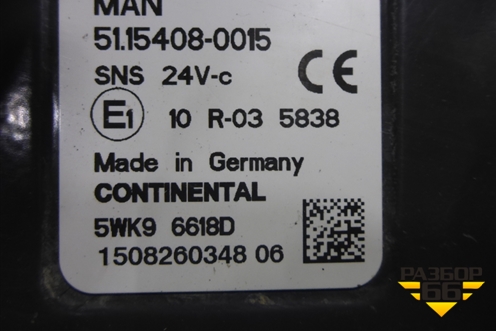 MAN
51.15408-0015
SNS 24V-c
CE
E1 10 R-03 5838
Made in Germany
CONTINENTAL
5WK9 6618D
1508260348 06
РАЗБОР
66